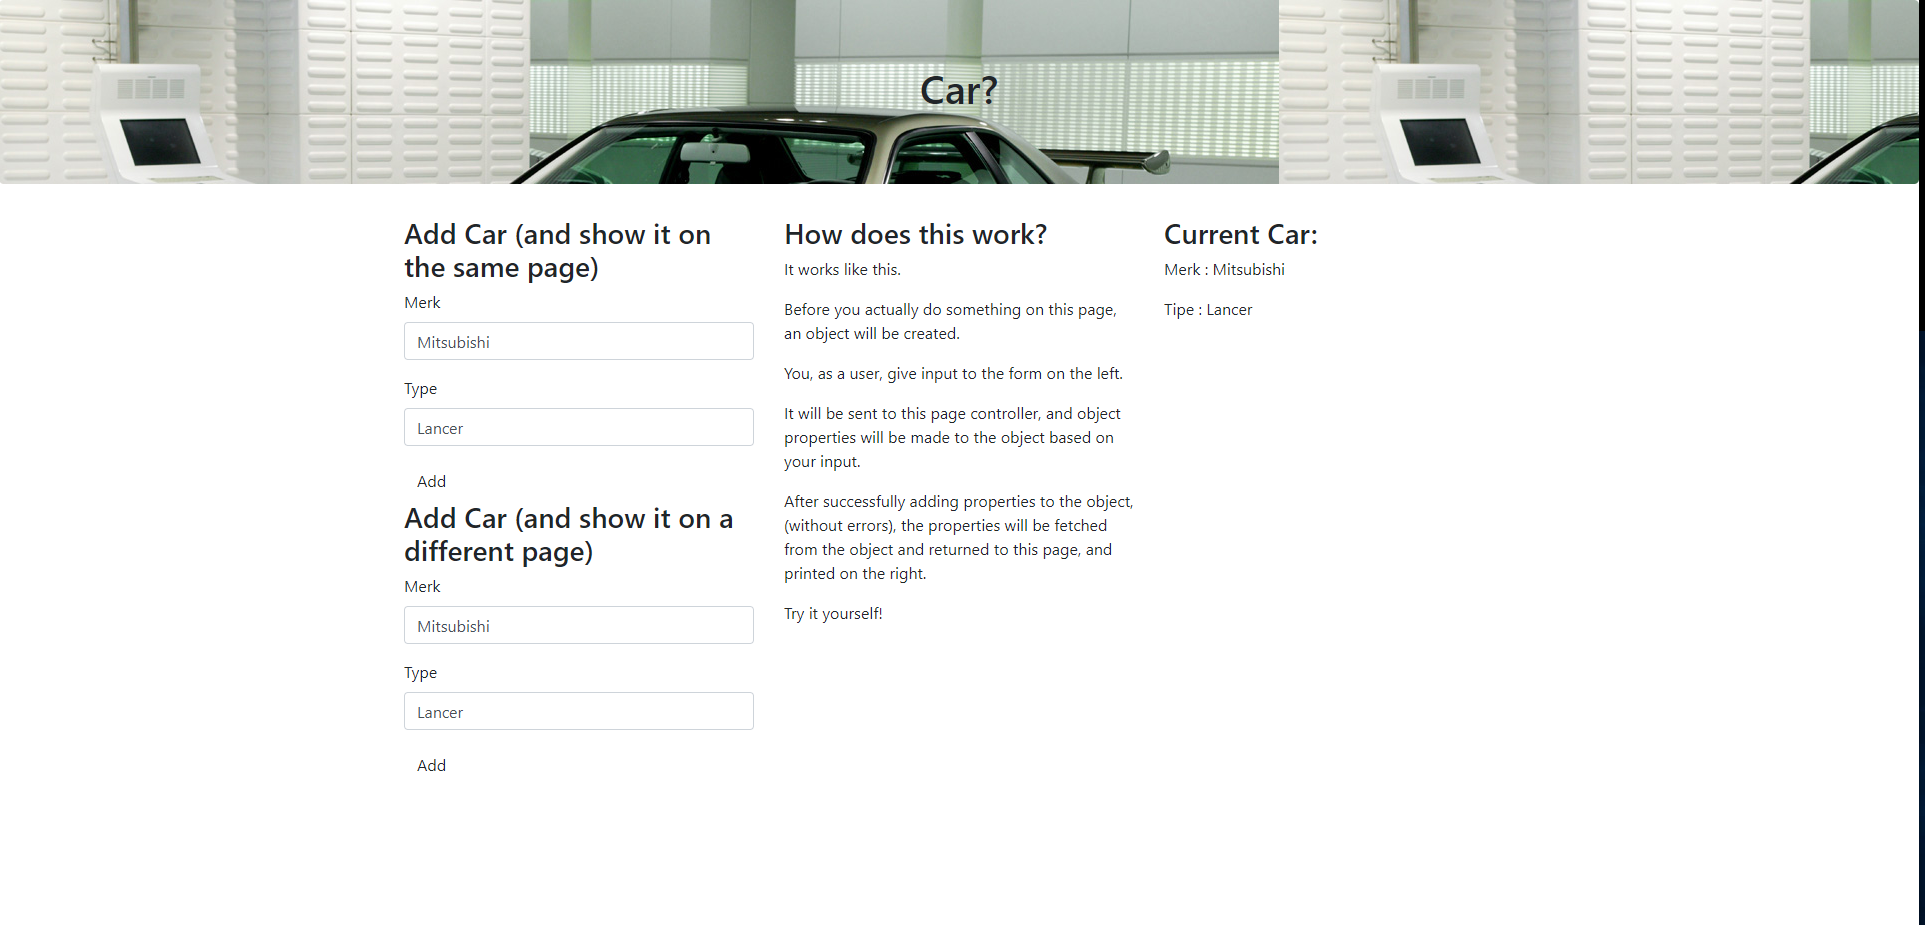 Car?
Add Car (and show it on
the same page)
Merk
Mitsubishi
Type
Lancer
Add
Add Car (and show it on a
different page)
Merk
Mitsubishi
Type
Lancer
Add
How does this work?
It works like this.
Before you actually do something on this page,
an object will be created.
You, as a user, give input to the form on the left.
It will be sent to this page controller, and object
properties will be made to the object based on
your input.
After successfully adding properties to the object,
(without errors), the properties will be fetched
from the object and returned to this page, and
printed on the right.
Try it yourself!
Current Car:
Merk : Mitsubishi
Tipe : Lancer